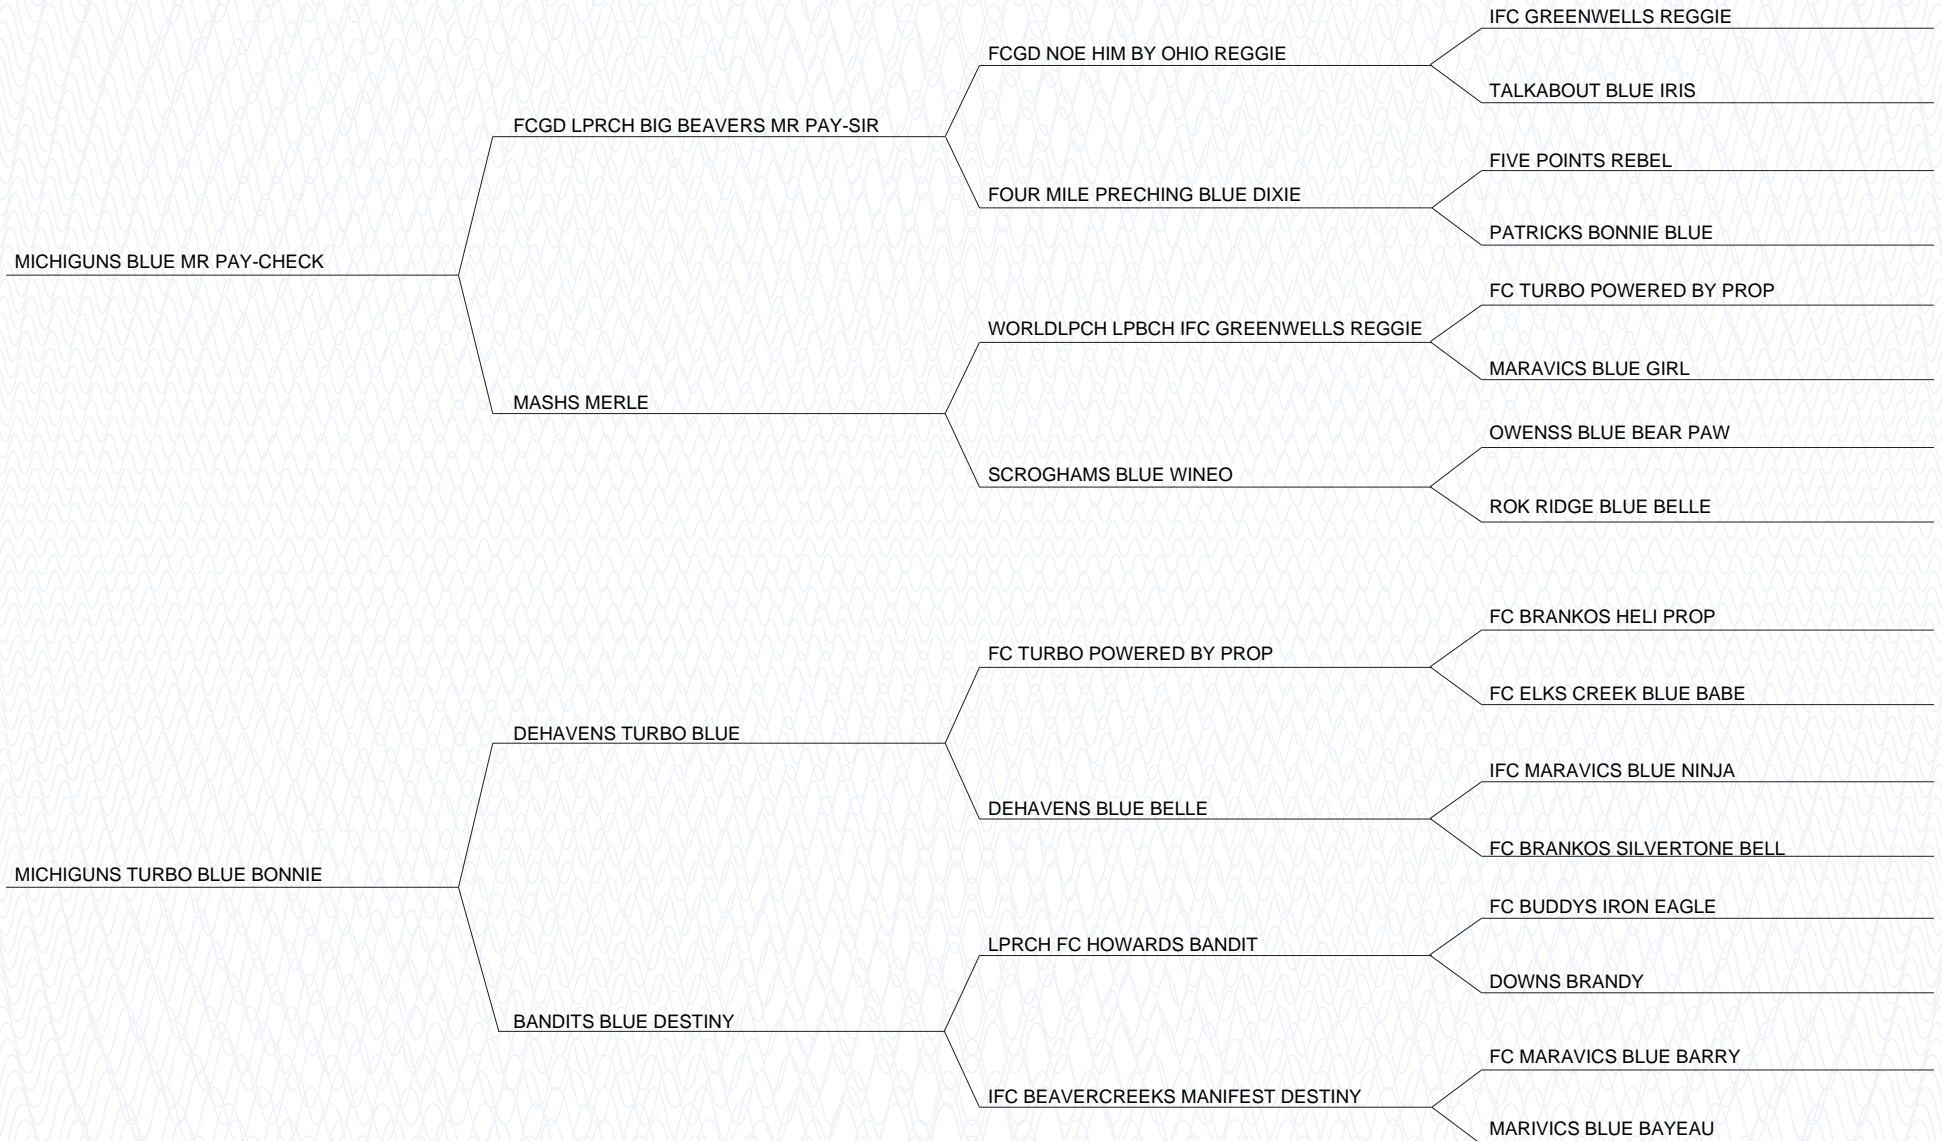 IFC GREENWELLS REGGIE
FCGD NOE HIM BY OHIO REGGIE
TALKABOUT BLUE IRIS
FCGD LPRCH BIG BEAVERS MR PAY-SIR
FIVE POINTS REBEL
FOUR MILE PRECHING BLUE DIXIE
PATRICKS BONNIE BLUE
MICHIGUNS BLUE MR PAY-CHECK
FC TURBO POWERED BY PROP
WORLDLPCH LPBCH IFC GREENWELLS REGGIE
MARAVICS BLUE GIRL
MASHS MERLE
OWENSS BLUE BEAR PAW
SCROGHAMS BLUE WINEO
ROK RIDGE BLUE BELLE
FC BRANKOS HELI PROP
FC TURBO POWERED BY PROP
FC ELKS CREEK BLUE BABE
DEHAVENS TURBO BLUE
IFC MARAVICS BLUE NINJA
DEHAVENS BLUE BELLE
FC BRANKOS SILVERTONE BELL
MICHIGUNS TURBO BLUE BONNIE
FC BUDDYS IRON EAGLE
LPRCH FC HOWARDS BANDIT
DOWNS BRANDY
BANDITS BLUE DESTINY
FC MARAVICS BLUE BARRY
IFC BEAVERCREEKS MANIFEST DESTINY
MARIVICS BLUE BAYEAU